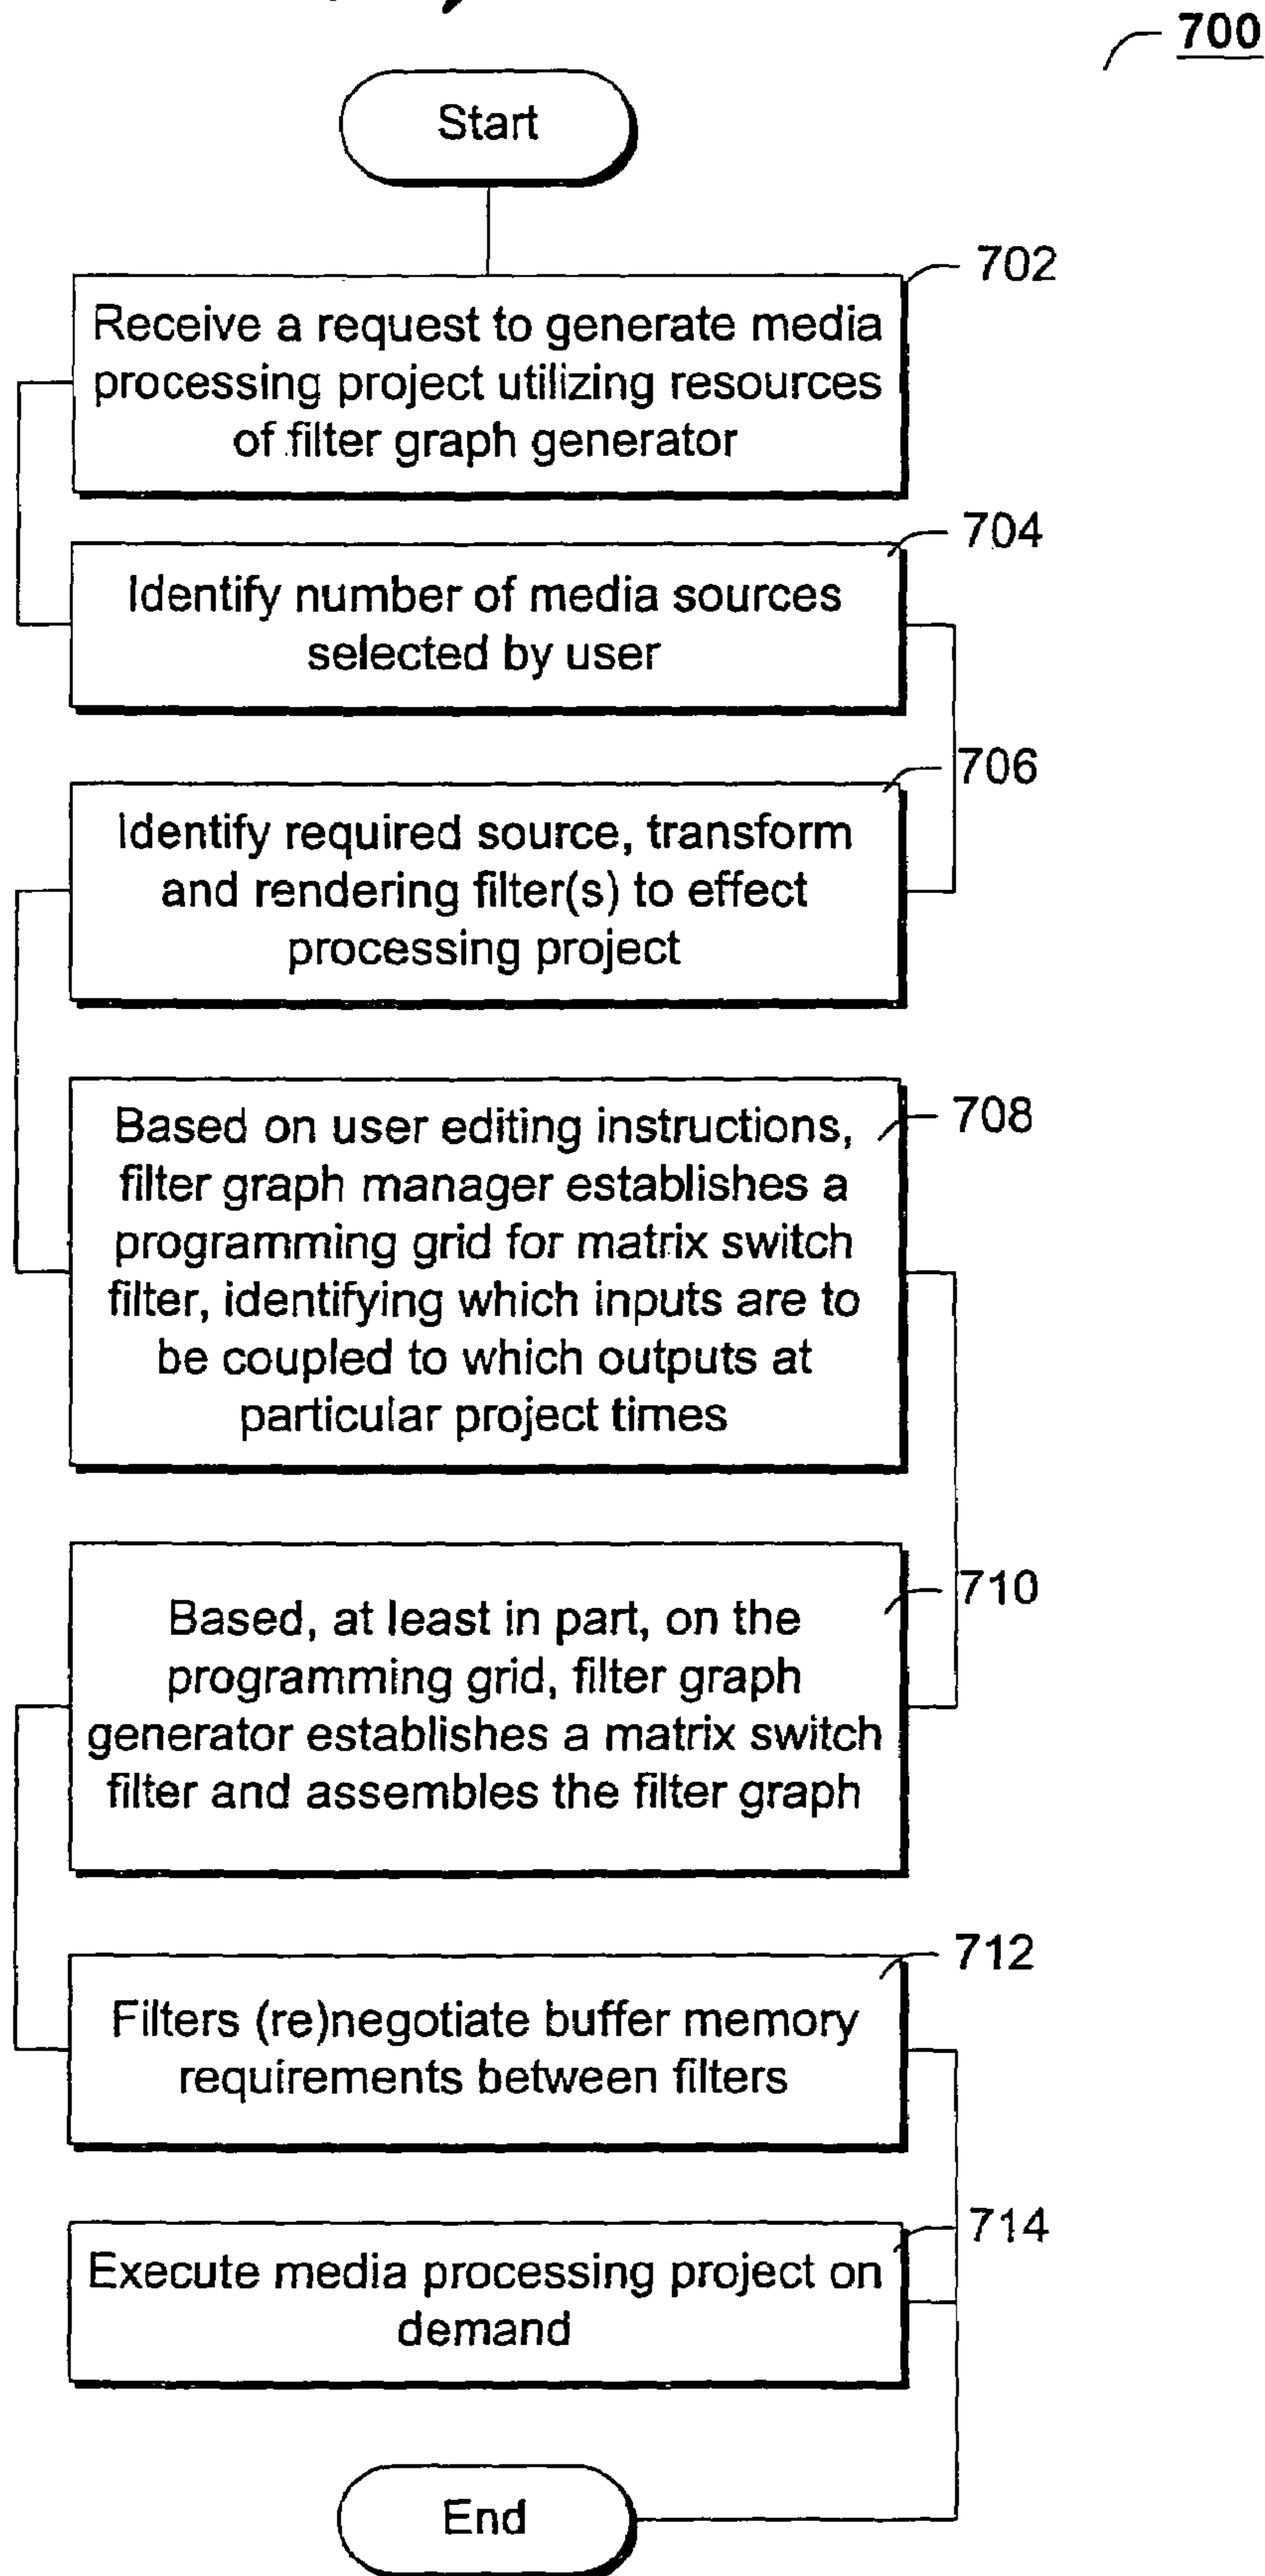 700
Start
702
Receive a request to generate media
processing project utilizing resources
of filter graph generator
704
Identify number of media sources
selected by user
706
Identify required source, transform
and rendering filter(s) to effect
processing project
708
Based on user editing instructions,
filter graph manager establishes a
programming grid for matrix switch
filter, identifying which inputs are to
be coupled to which outputs at
particular project times
710
Based, at least in part, on the
programming grid, filter graph
generator establishes a matrix switch
filter and assembles the filter graph
712
Filters (re)negotiate buffer memory
requirements between filters
714
Execute media processing project on
demand
End